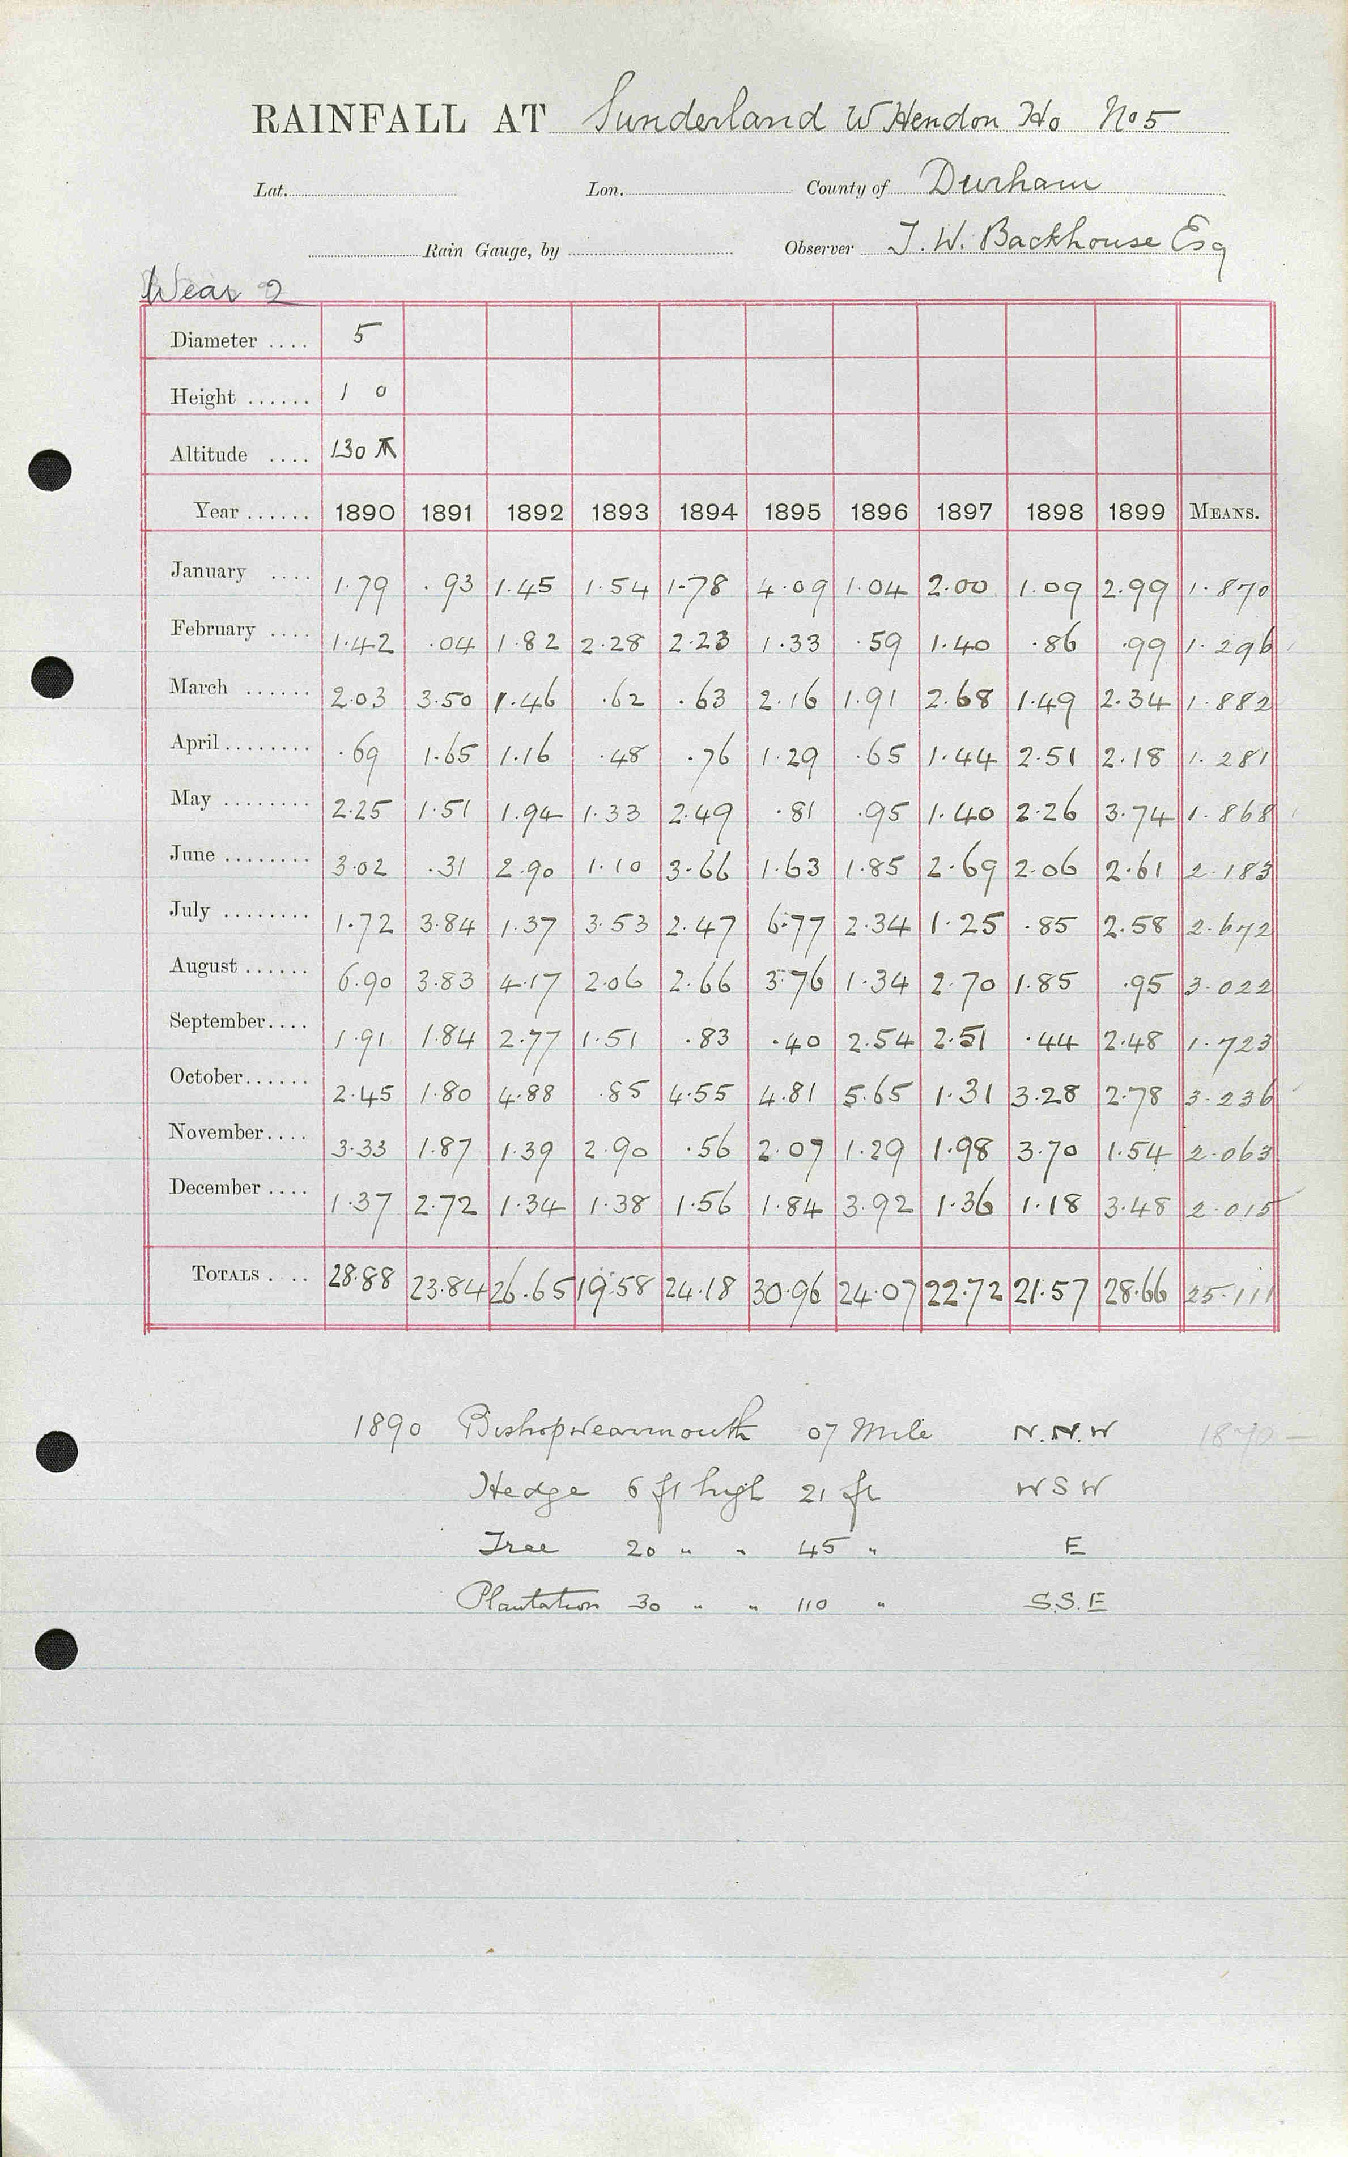 RAINFALL AT Sunderland W Hendon Ho No 5
Lat. Lon. County of Durham
Rain Gauge, by Observer T. W. Backhouse Esq
Wear 2
Diameter .... 5
Height ...... 1 0
Altitude .... 130
Year ...... 1890 1891 1892 1893 1894 1895 1896 1897 1898 1899 MEANS.
January .... 1.79 .93 1.45 1.54 1.78 4.09 1.04 2.00 1.09 2.99 1.870
February .... 1.42 .04 1.82 2.28 2.23 1.33 .59 1.40 .86 .99 1.296
March ...... 2.03 3.50 1.46 .62 .63 2.16 1.91 2.68 1.49 2.34 1.882
April ........ .69 1.65 1.16 .48 .76 1.29 .65 1.44 2.51 2.18 1.281
May ........ 2.25 1.51 1.94 1.33 2.49 .81 .95 1.40 2.26 3.74 1.868
June ........ 3.02 .31 2.90 1.10 3.66 1.63 1.85 2.69 2.06 2.61 2.183
July ........ 1.72 3.84 1.37 3.53 2.47 6.77 2.34 1.25 .85 2.58 2.672
August ...... 6.90 3.83 4.17 2.06 2.66 3.76 1.34 2.70 1.85 .95 3.022
September.... 1.91 1.84 2.77 1.51 .83 .40 2.54 2.51 .44 2.48 1.723
October...... 2.45 1.80 4.88 .85 4.55 4.81 5.65 1.31 3.28 2.78 3.236
November.... 3.33 1.87 1.39 2.90 .56 2.07 1.29 1.98 3.70 1.54 2.063
December .... 1.37 2.72 1.34 1.38 1.56 1.84 3.92 1.36 1.18 3.48 2.015
TOTALS .... 28.88 23.84 26.65 19.58 24.18 30.96 24.07 22.72 21.57 28.66 25.111
1890 Bishopwearmouth 07 Mile N.N.W 1890 —
Hedge 6 ft high 21 ft W S W
Tree 20 " " 45 " E
Plantation 30 " " 110 " S.S.E